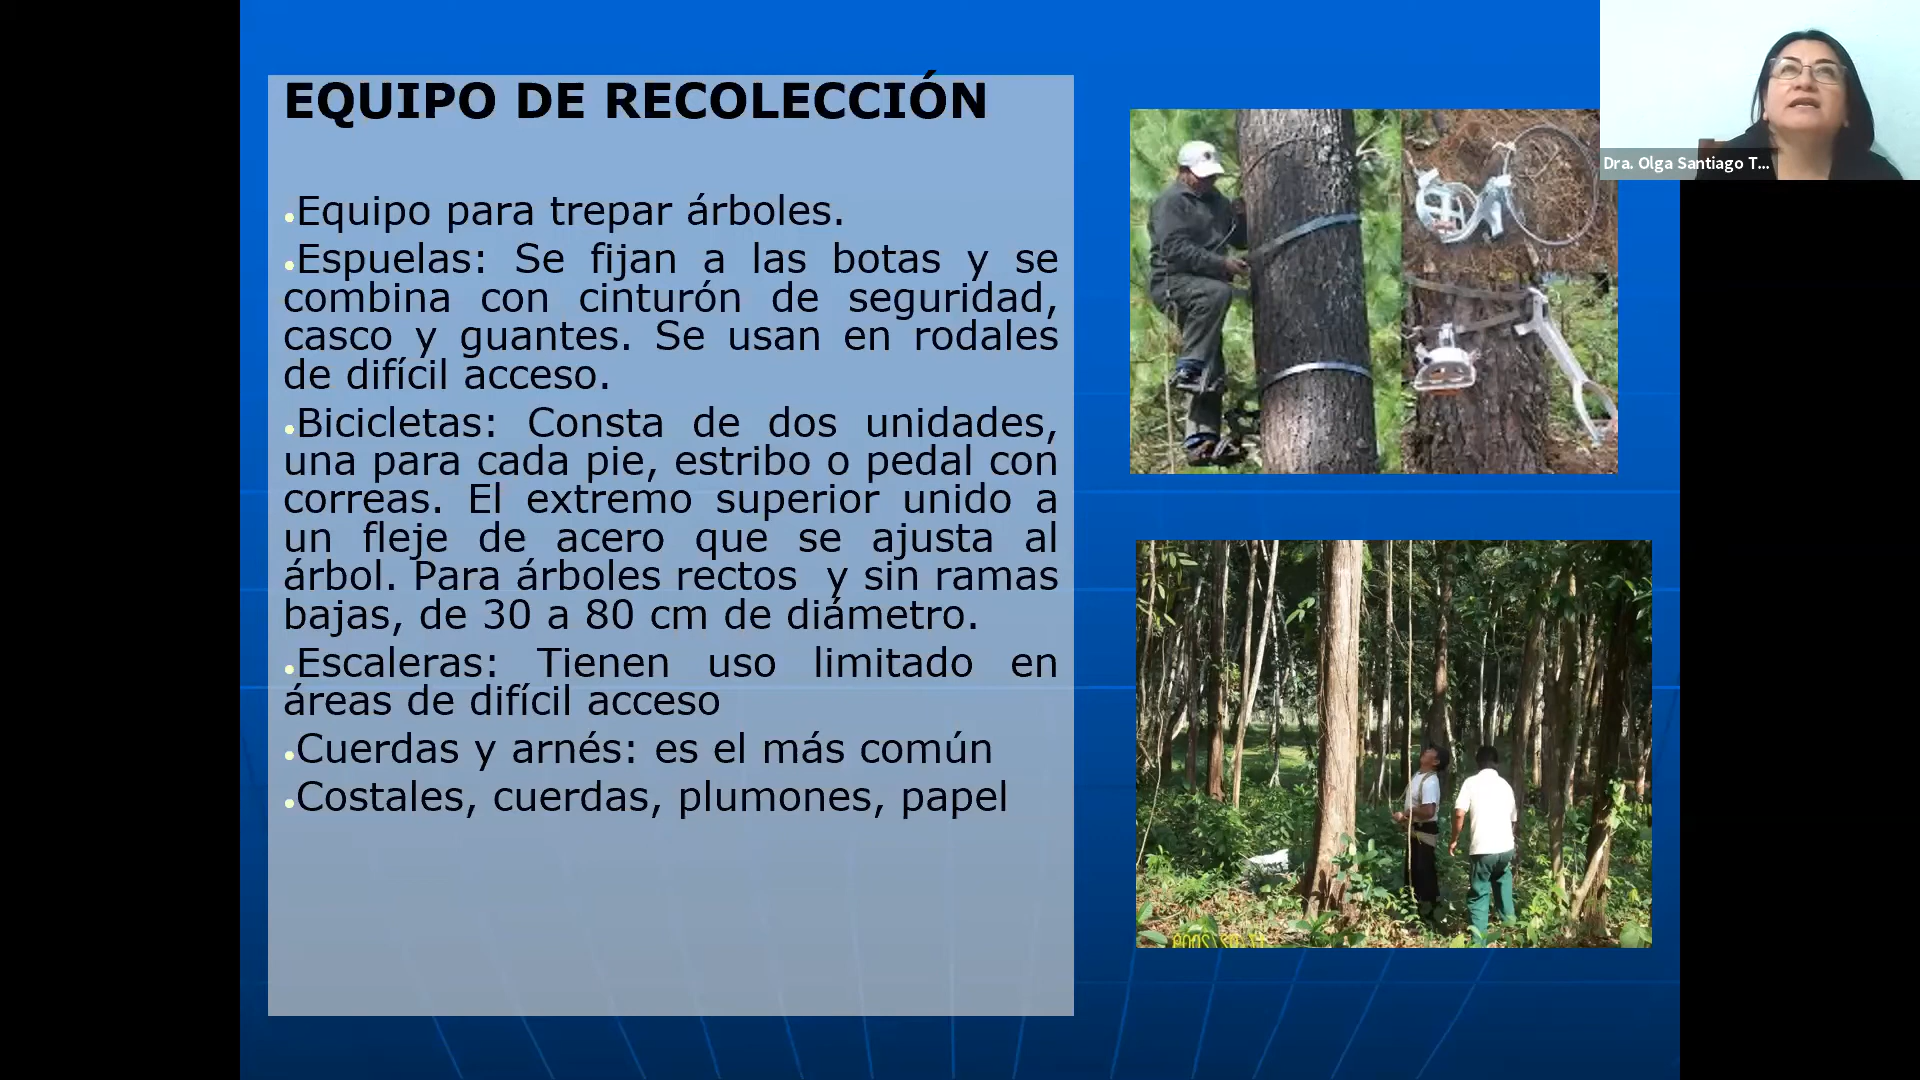 EQUIPO DE RECOLECCIÓN
•Equipo para trepar árboles.
•Espuelas: Se fijan a las botas y se
combina con cinturón de seguridad,
casco y guantes. Se usan en rodales
de difícil acceso.
•Bicicletas: Consta de dos unidades,
una para cada pie, estribo o pedal con
correas. El extremo superior unido a
un fleje de acero que se ajusta al
árbol. Para árboles rectos y sin ramas
bajas, de 30 a 80 cm de diámetro.
•Escaleras: Tienen uso limitado en
áreas de difícil acceso
•Cuerdas y arnés: es el más común
•Costales, cuerdas, plumones, papel
Dra. Olga Santiago T...